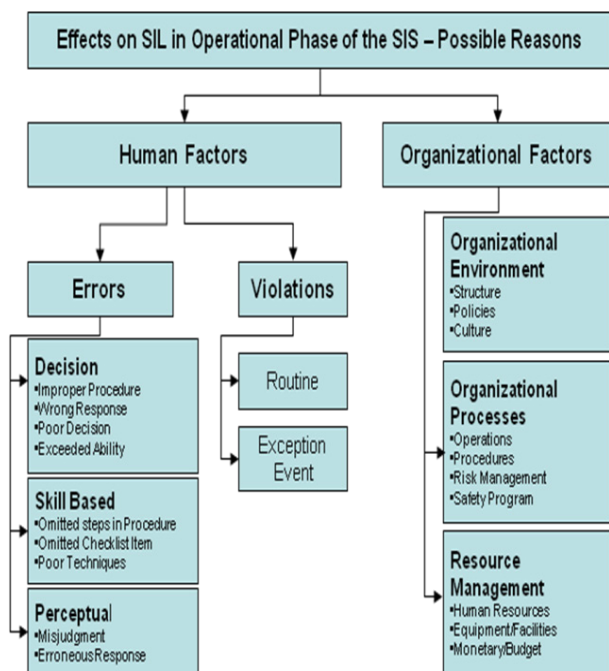 Effects on SIL in Operational Phase of the SIS – Possible Reasons
Human Factors
Organizational Factors
Errors
Violations
Decision
▪Improper Procedure
▪Wrong Response
▪Poor Decision
▪Exceeded Ability
Skill Based
▪Omitted steps in Procedure
▪Omitted Checklist Item
▪Poor Techniques
Perceptual
▪Misjudgment
▪Erroneous Response
Routine
Exception
Event
Organizational
Environment
▪Structure
▪Policies
▪Culture
Organizational
Processes
▪Operations
▪Procedures
▪Risk Management
▪Safety Program
Resource
Management
▪Human Resources
▪Equipment/Facilities
▪Monetary/Budget